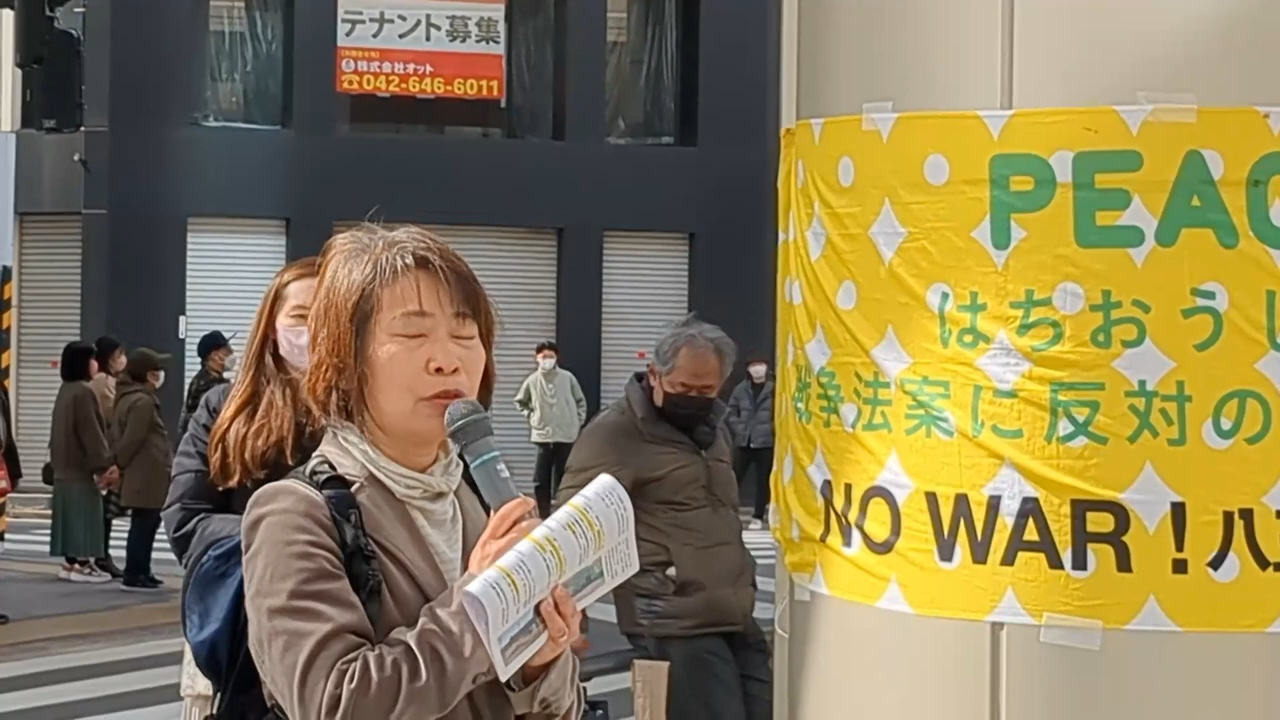 テナント募集
株式会社オット
☎042-646-6011
PEAC
はちおうし
戦争法案に反対の
NO WAR!八